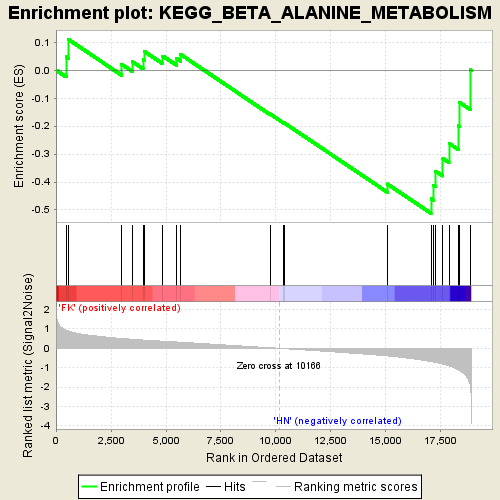 Enrichment plot: KEGG_BETA_ALANINE_METABOLISM
Enrichment score (ES)
0.1
0.0
-0.1
-0.2
-0.3
-0.4
-0.5
'FK' (positively correlated)
Ranked list metric (Signal2Noise)
2
1
0
-1
-2
-3
-4
Zero cross at 10166
'HN' (negatively correlated)
0
2,500
5,000
7,500
10,000
12,500
15,000
17,500
Rank in Ordered Dataset
Enrichment profile
Hits
Ranking metric scores